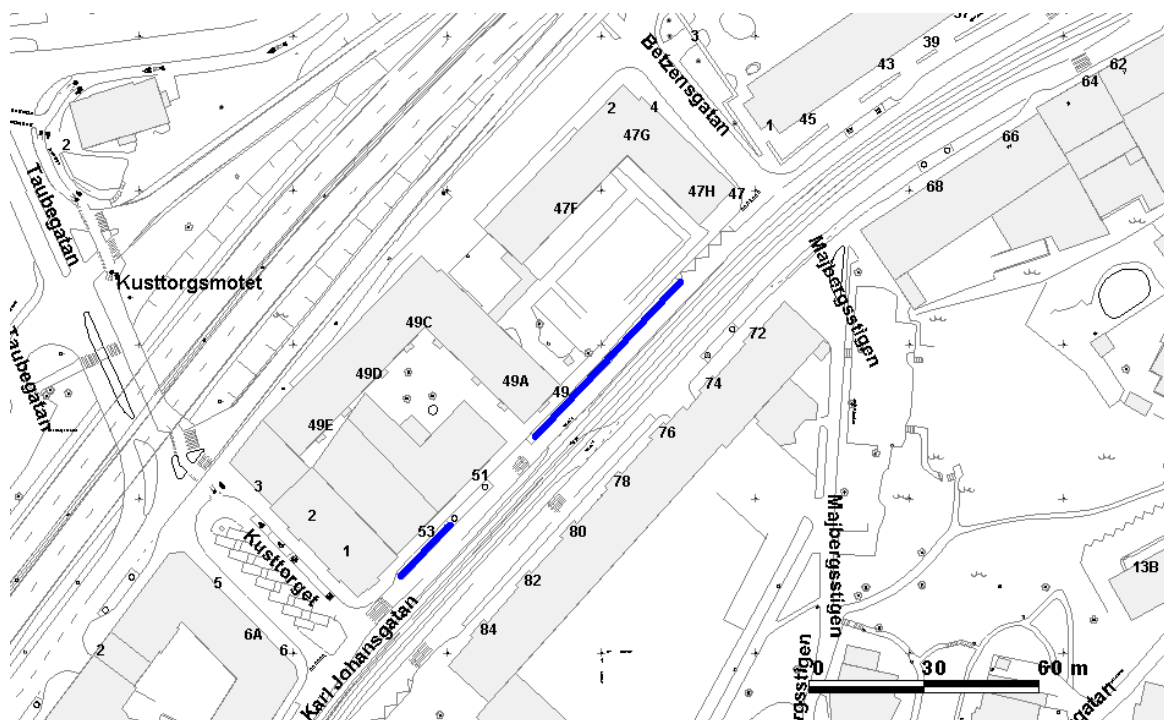 37
39
62
3
43
64
Betzensgatan
2
4
45
1
2
47G
66
68
47H
47
Taubegatan
47F
Majbergsstigen
Kusttorgsmotet
Taubegatan
49C
72
49D
49A
74
49
49E
76
51
78
3
2
53
80
1
Majbergsstigen
Kusttorget
13B
5
82
6A
84
2
6
Karl Johansgatan
0
30
60 m